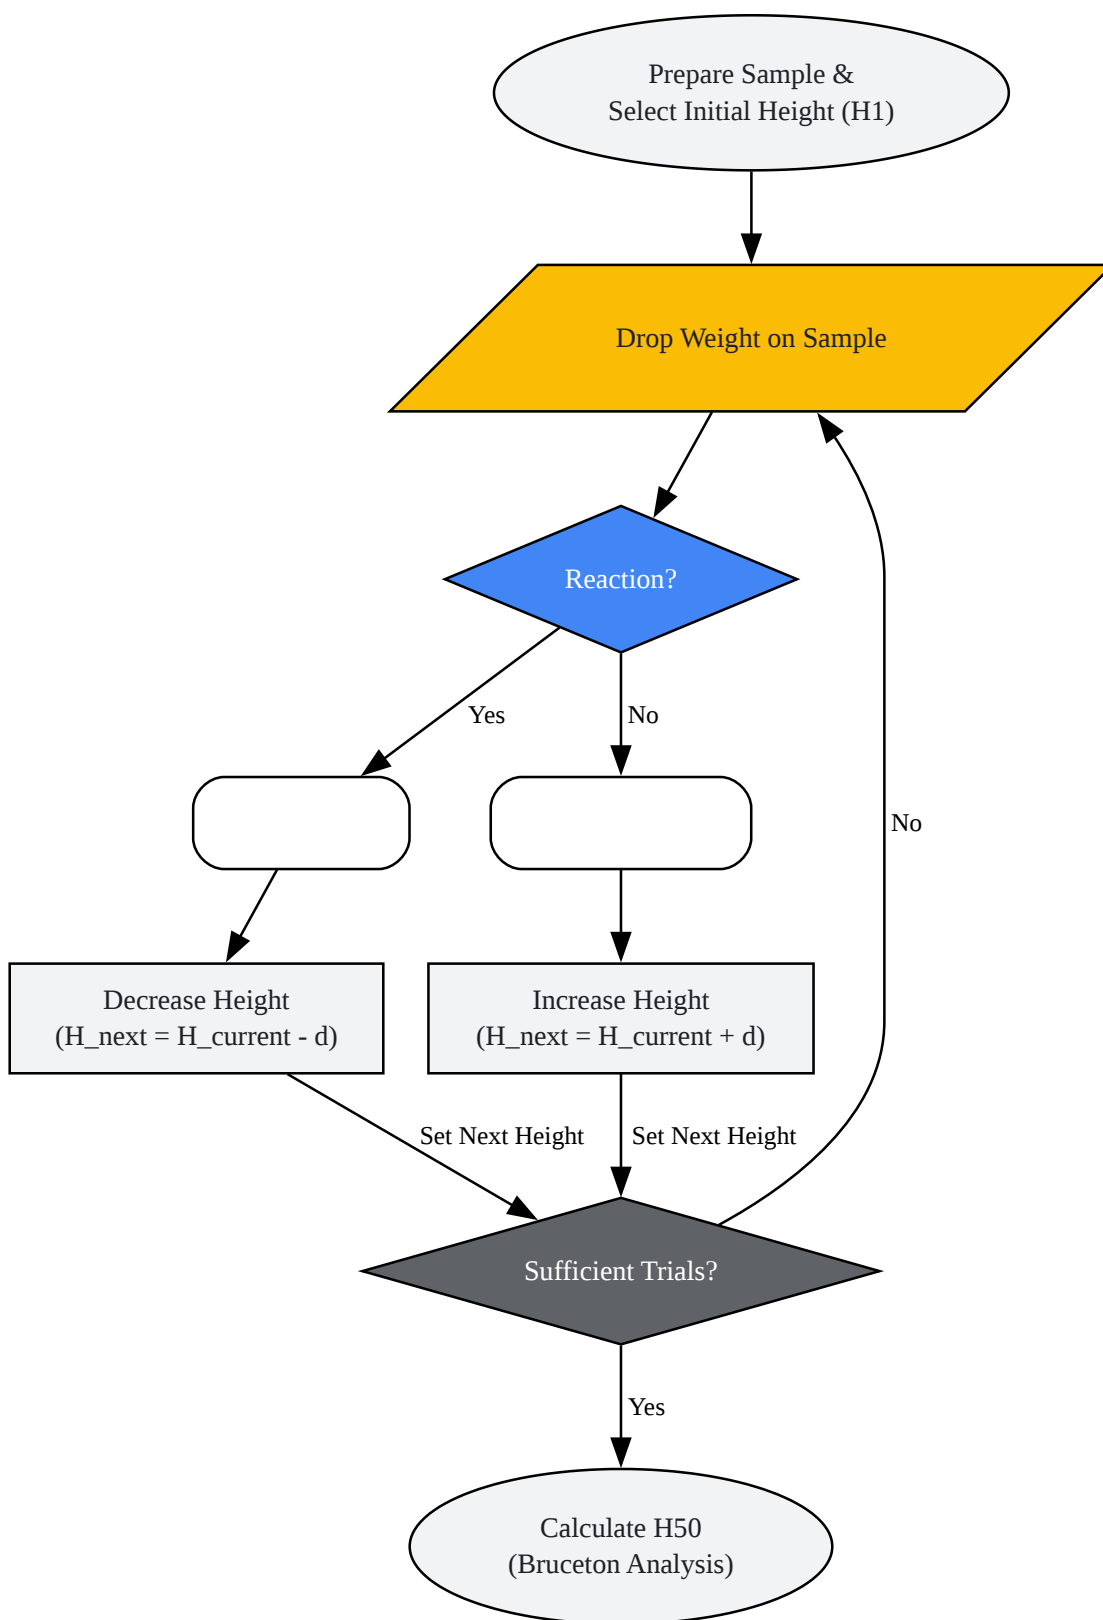 Prepare Sample &
Select Initial Height (H1)
Drop Weight on Sample
Reaction?
Yes
No
No
Decrease Height
(H_next = H_current - d)
Increase Height
(H_next = H_current + d)
Set Next Height
Set Next Height
Sufficient Trials?
Yes
Calculate H50
(Bruceton Analysis)